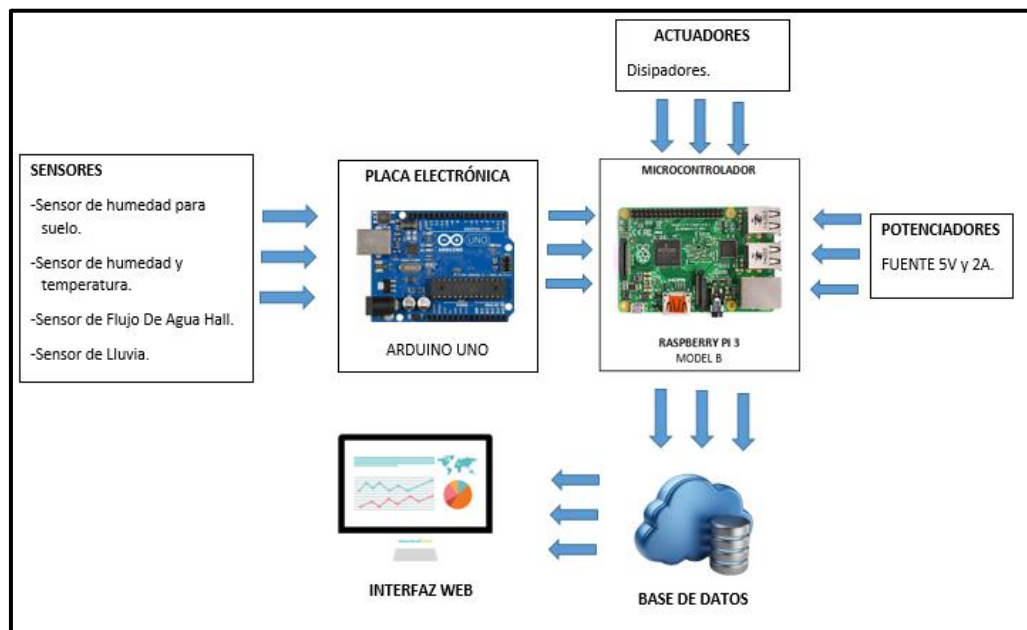 ACTUADORES
Disipadores.
SENSORES
-Sensor de humedad para
suelo.
-Sensor de humedad y
temperatura.
-Sensor de Flujo De Agua Hall.
-Sensor de Lluvia.
PLACA ELECTRÓNICA
UNO
ARDUINO
ARDUINO UNO
MICROCONTROLADOR
RASPBERRY PI 3
MODEL B
POTENCIADORES
FUENTE 5V y 2A.
INTERFAZ WEB
BASE DE DATOS